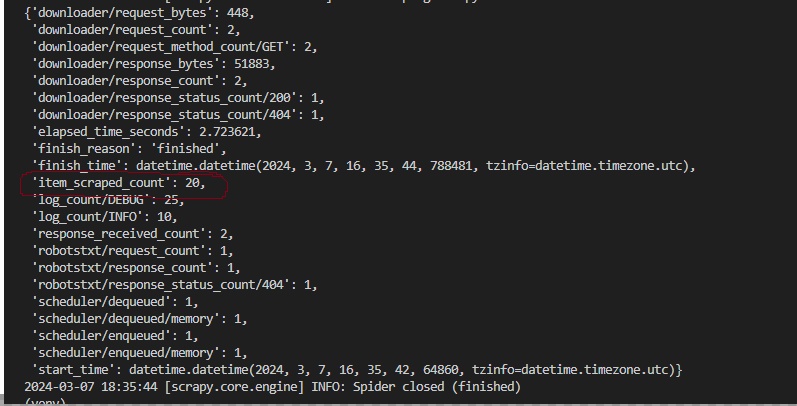 {'downloader/request_bytes': 448,
'downloader/request_count': 2,
'downloader/request_method_count/GET': 2,
'downloader/response_bytes': 51883,
'downloader/response_count': 2,
'downloader/response_status_count/200': 1,
'downloader/response_status_count/404': 1,
'elapsed_time_seconds': 2.723621,
'finish_reason': 'finished',
'finish_time': datetime.datetime(2024, 3, 7, 16, 35, 44, 788481, tzinfo=datetime.timezone.utc),
'item_scraped_count': 20,
'log_count/DEBUG': 25,
'log_count/INFO': 10,
'response_received_count': 2,
'robotstxt/request_count': 1,
'robotstxt/response_count': 1,
'robotstxt/response_status_count/404': 1,
'scheduler/dequeued': 1,
'scheduler/dequeued/memory': 1,
'scheduler/enqueued': 1,
'scheduler/enqueued/memory': 1,
'start_time': datetime.datetime(2024, 3, 7, 16, 35, 42, 64860, tzinfo=datetime.timezone.utc)}
2024-03-07 18:35:44 [scrapy.core.engine] INFO: Spider closed (finished)